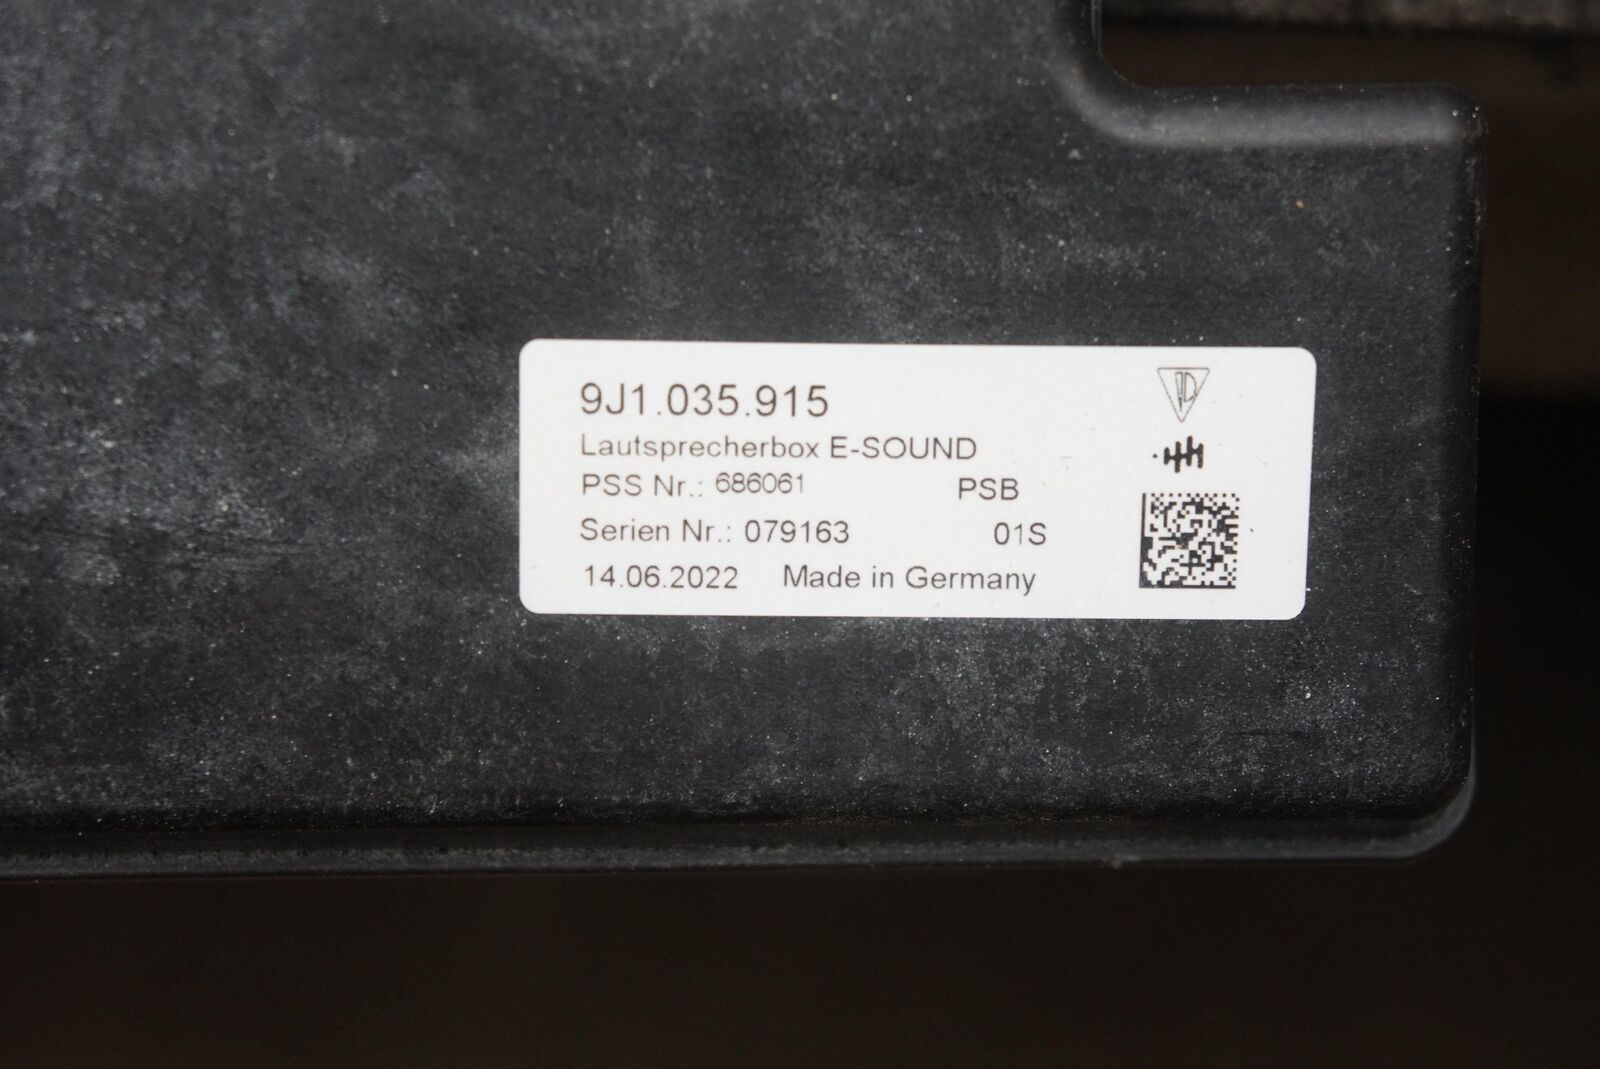 9J1.035.915
Lautsprecherbox E-SOUND
PSS Nr.: 686061 PSB
Serien Nr.: 079163 01S
14.06.2022 Made in Germany